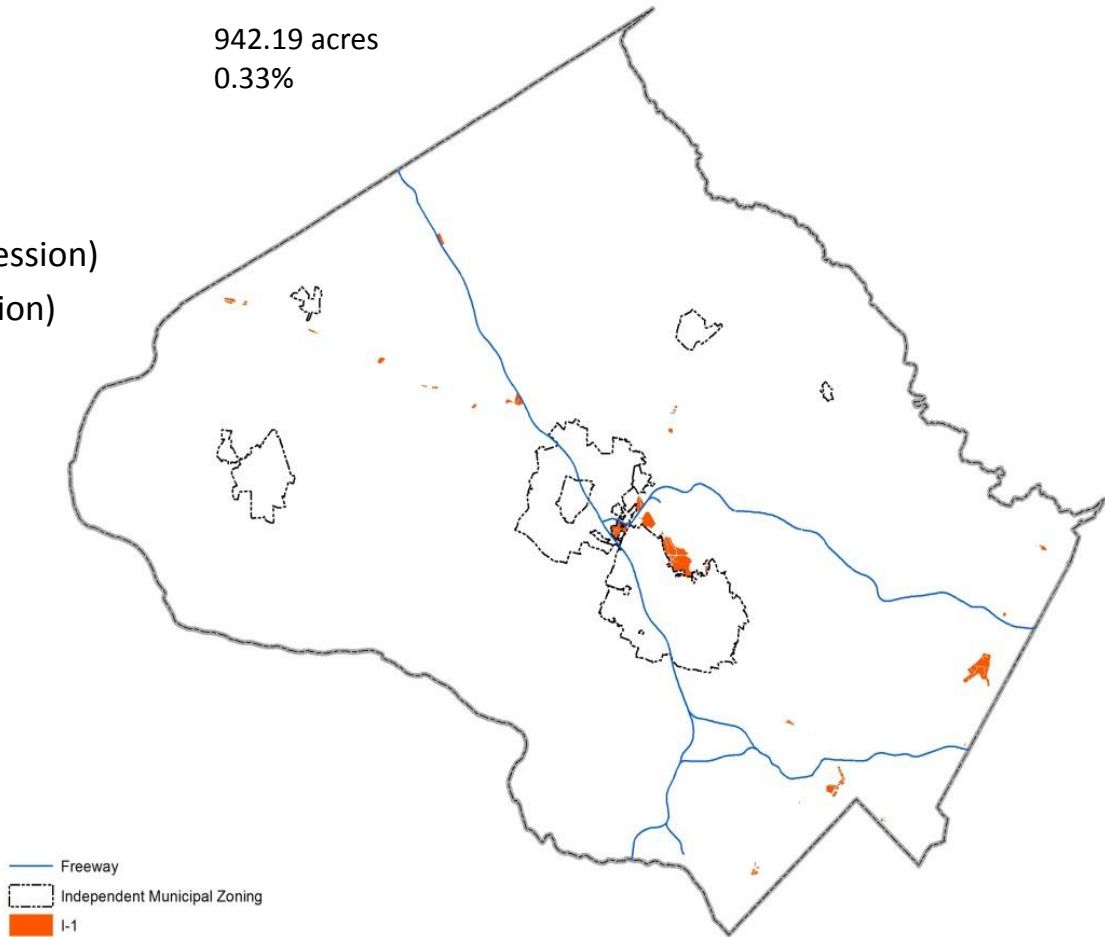 942.19 acres
0.33%
ession)
ion)
Freeway
Independent Municipal Zoning
I-1